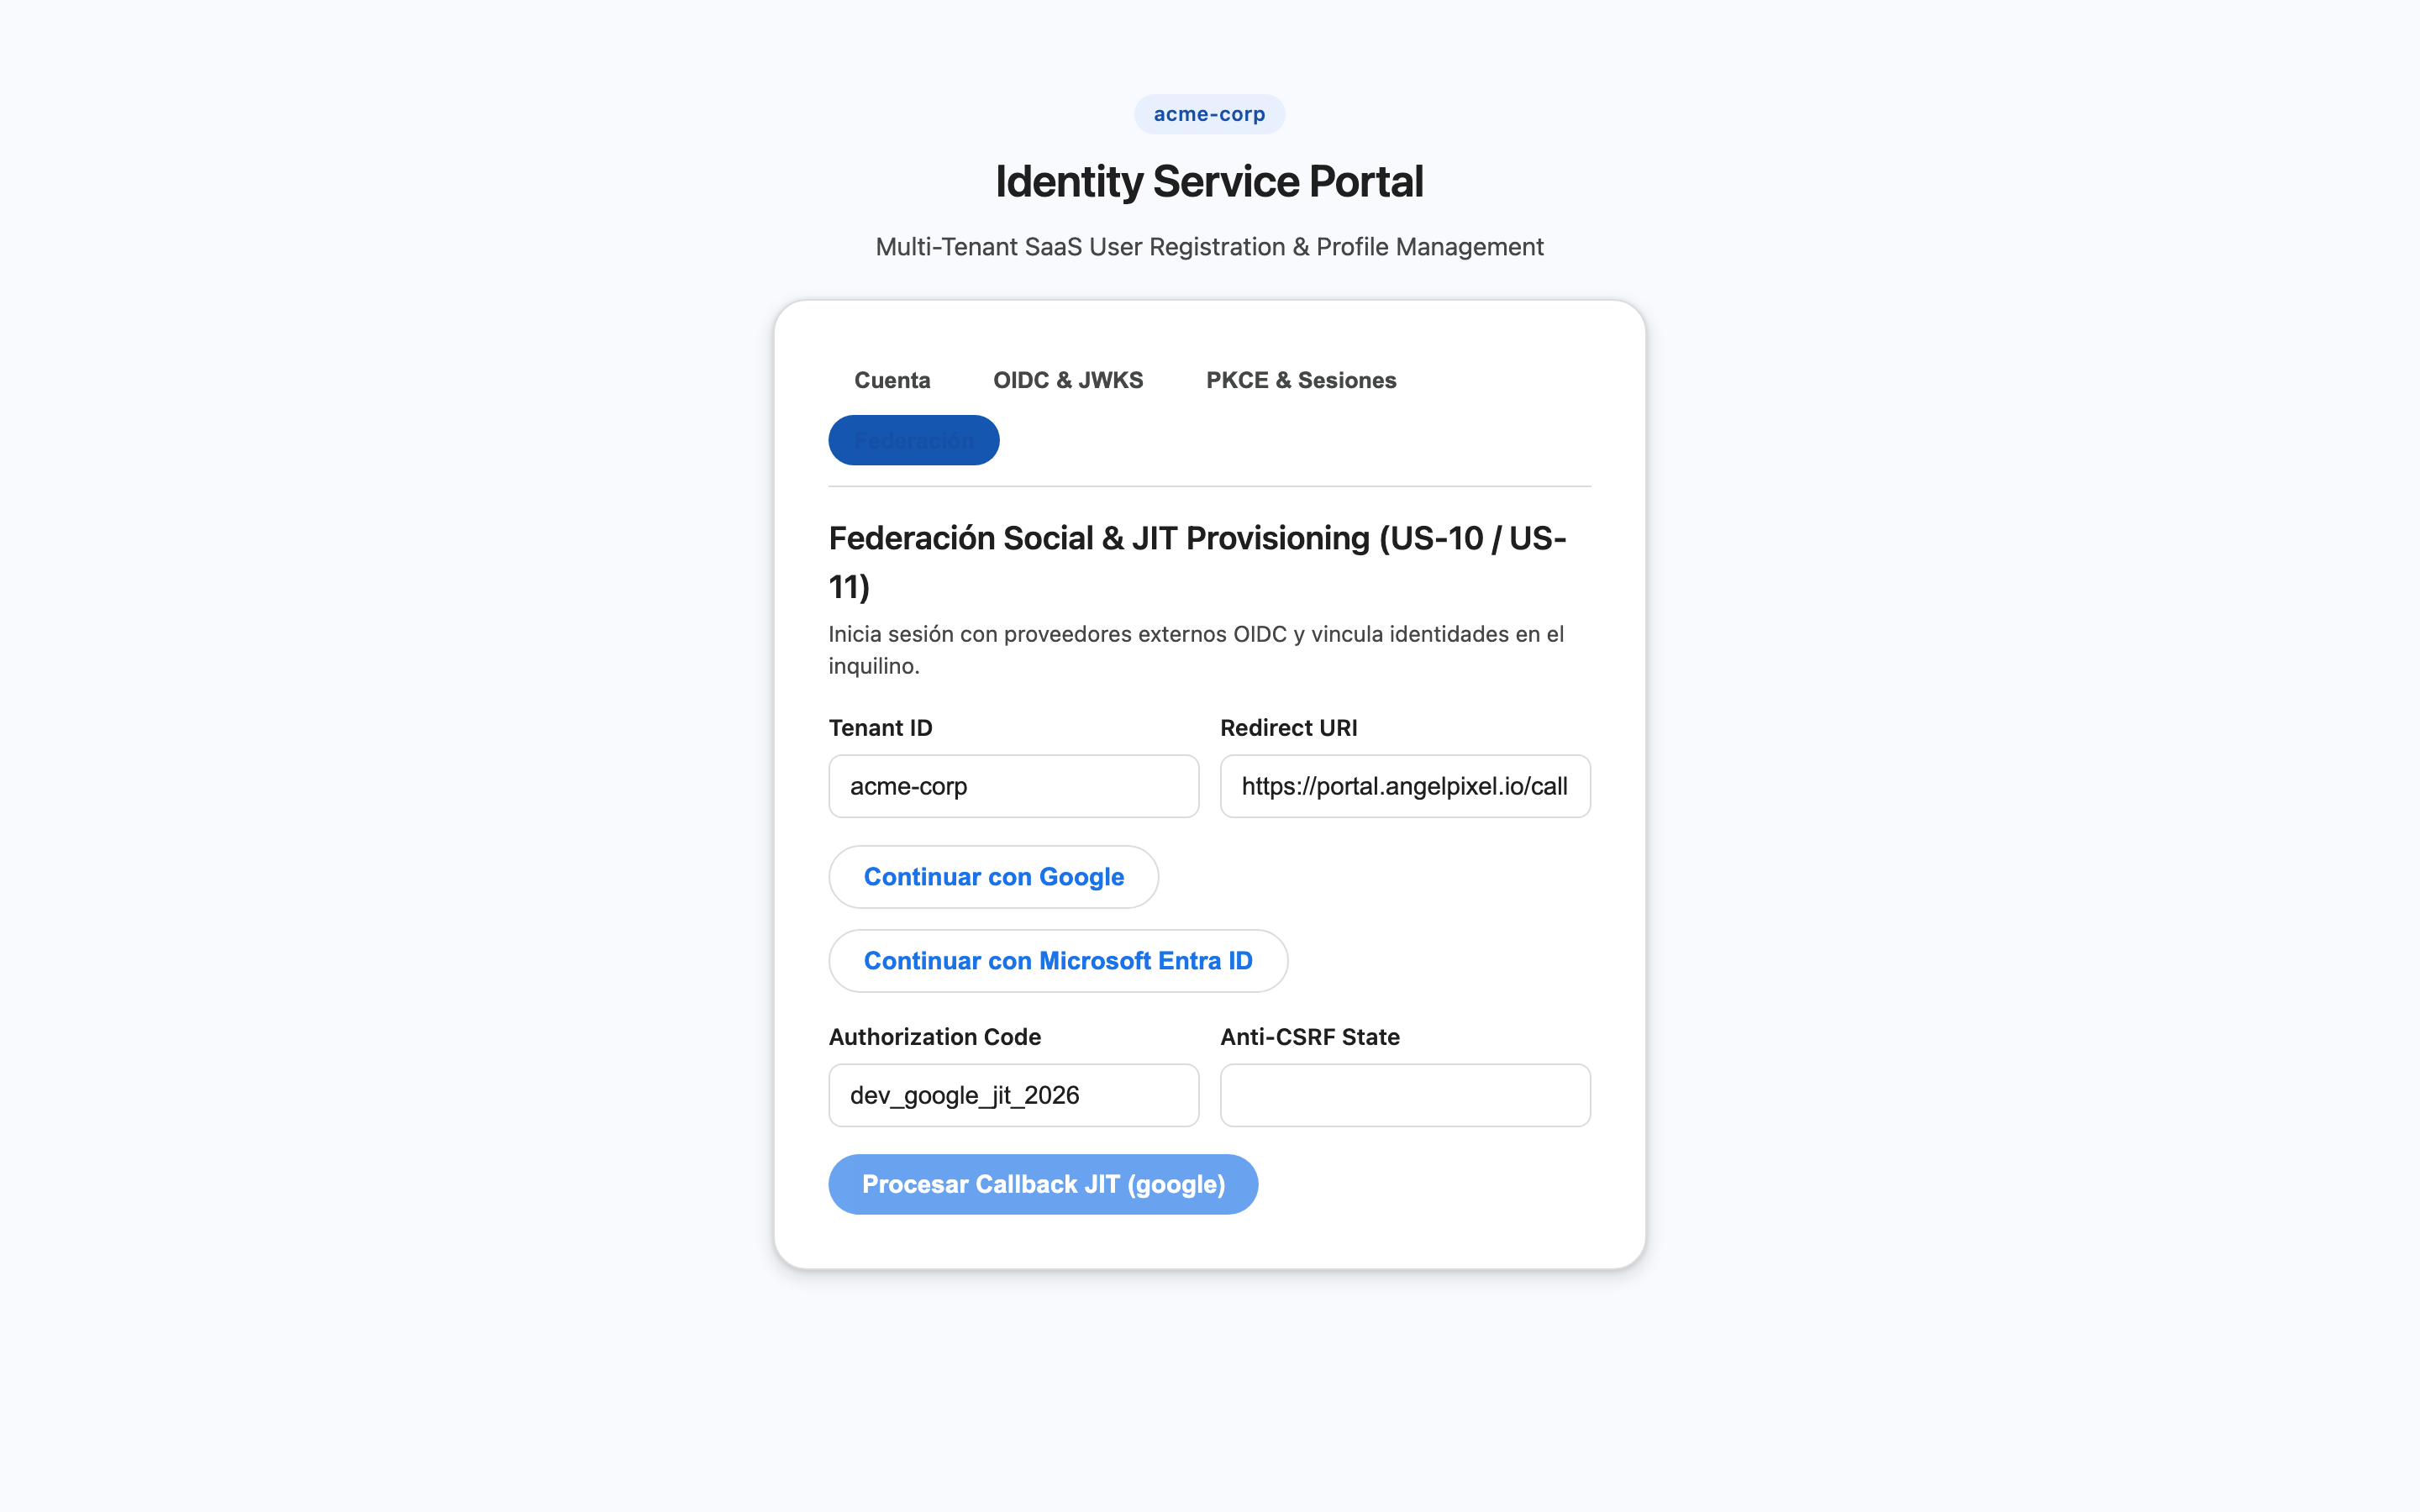 acme-corp
Identity Service Portal
Multi-Tenant SaaS User Registration & Profile Management
Cuenta
OIDC & JWKS
PKCE & Sesiones
Federación
Federación Social & JIT Provisioning (US-10 / US-
11)
Inicia sesión con proveedores externos OIDC y vincula identidades en el
inquilino.
Tenant ID
Redirect URI
acme-corp
https://portal.angelpixel.io/call
Continuar con Google
Continuar con Microsoft Entra ID
Authorization Code
Anti-CSRF State
dev_google_jit_2026
Procesar Callback JIT (google)